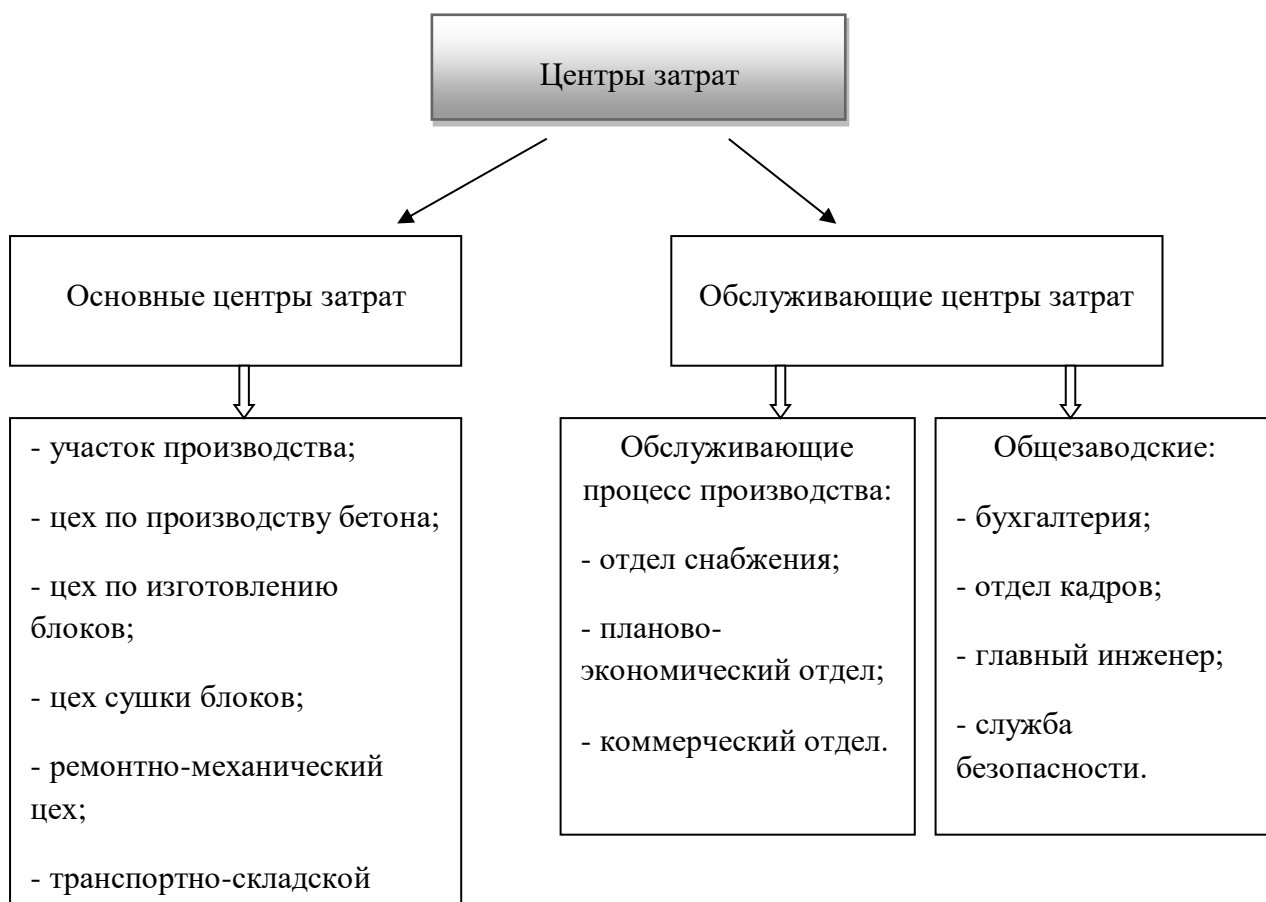 Центры затрат
Основные центры затрат
Обслуживающие центры затрат
- участок производства;
- цех по производству бетона;
- цех по изготовлению
блоков;
- цех сушки блоков;
- ремонтно-механический
цех;
- транспортно-складской
Обслуживающие
процесс производства:
- отдел снабжения;
- планово-
экономический отдел;
- коммерческий отдел.
Общезаводские:
- бухгалтерия;
- отдел кадров;
- главный инженер;
- служба
безопасности.